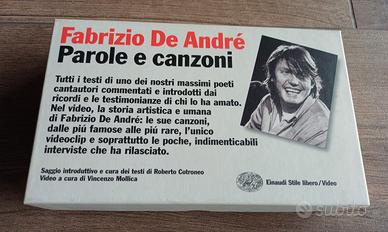 Fabrizio De André
Parole e canzoni
Tutti i testi di uno dei nostri massimi poeti
cantautori commentati e introdotti dai
ricordi e le testimonianze di chi lo ha amato.
Nel video, la storia artistica e umana
di Fabrizio De André: le sue canzoni,
dalle piú famose alle piú rare, l'unico
videoclip e soprattutto le poche, indimenticabili
interviste che ha rilasciato.
Saggio introduttivo e cura dei testi di Roberto Cotroneo
Video a cura di Vincenzo Mollica
Einaudi Stile libero/Video
subito